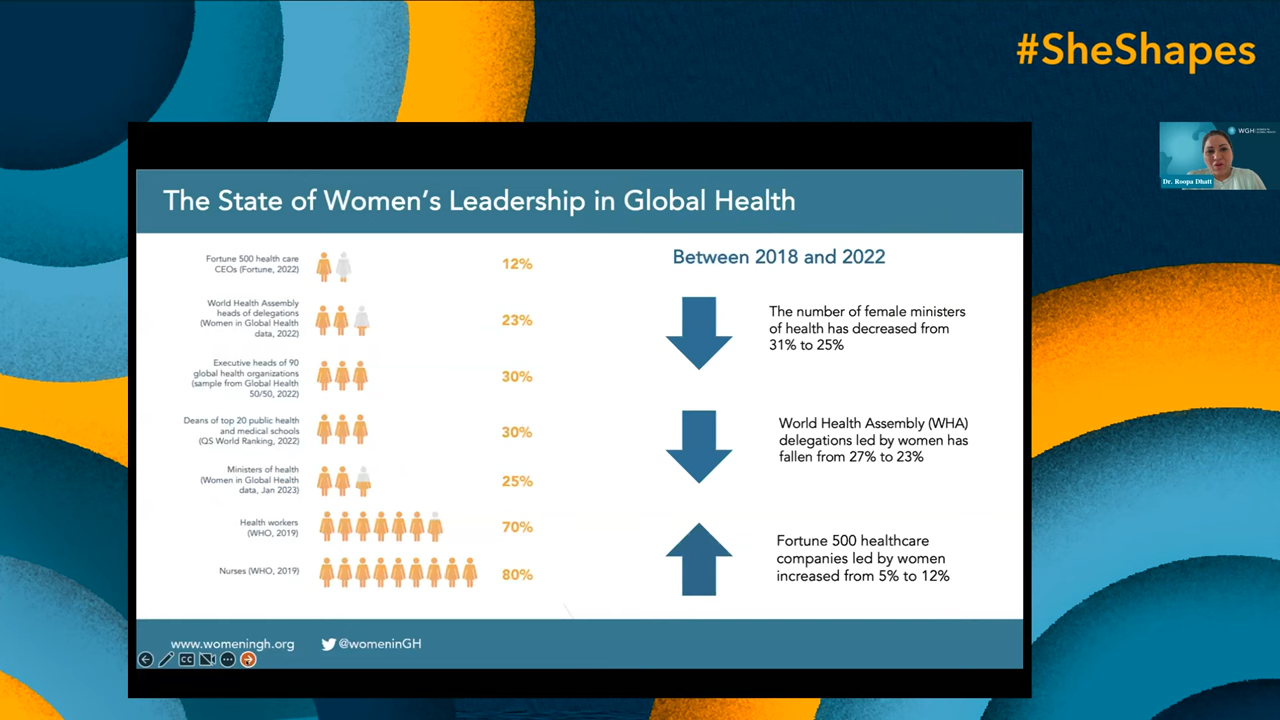 #SheShapes
WGH
Dr. Roopa Dhatt
The State of Women's Leadership in Global Health
Fortune 500 health care
CEOs (Fortune, 2022)
12%
World Health Assembly
heads of delegations
(Women in Global Health
data, 2022)
23%
Executive heads of 90
global health organizations
(sample from Global Health
50/50, 2022)
30%
Deans of top 20 public health
and medical schools
(QS World Ranking, 2022)
30%
Ministers of health
(Women in Global Health
data, Jan 2023)
25%
Health workers
(WHO, 2019)
70%
Nurses (WHO, 2019)
80%
Between 2018 and 2022
The number of female ministers
of health has decreased from
31% to 25%
World Health Assembly (WHA)
delegations led by women has
fallen from 27% to 23%
Fortune 500 healthcare
companies led by women
increased from 5% to 12%
www.womeningh.org
@womeninGH
CC